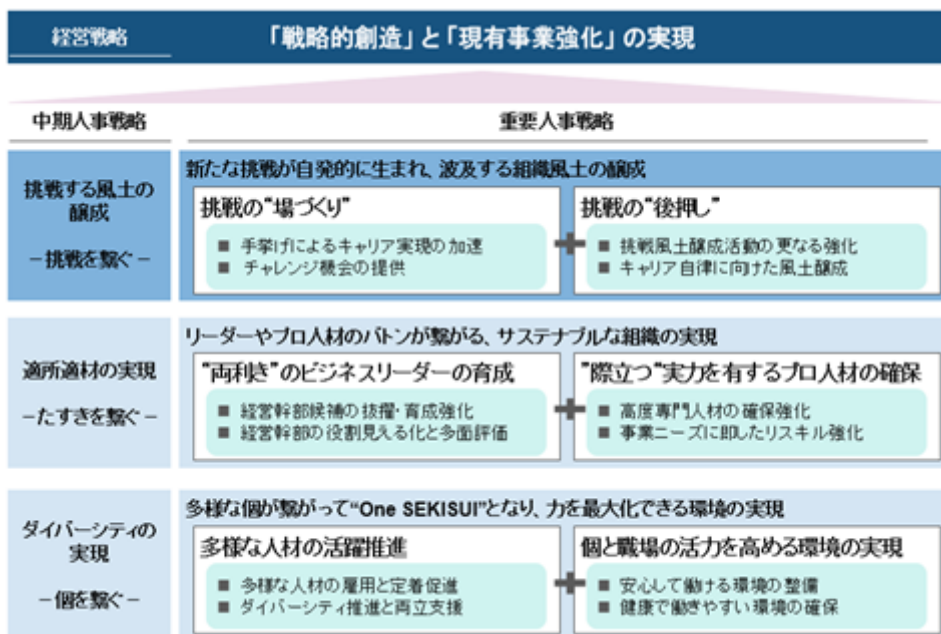 経営戦略
「戦略的創造」と「現有事業強化」の実現
中期人事戦略
重要人事戦略
挑戦する風土の
醸成
－挑戦を繋ぐ－
新たな挑戦が自発的に生まれ、波及する組織風土の醸成
挑戦の“場づくり”
■ 手挙げによるキャリア実現の加速
■ チャレンジ機会の提供
+
挑戦の“後押し”
■ 挑戦風土醸成活動の更なる強化
■ キャリア自律に向けた風土醸成
適所適材の実現
－たすきを繋ぐ－
リーダーやプロ人材のバトンが繋がる、サステナブルな組織の実現
“両利き”のビジネスリーダーの育成
■ 経営幹部候補の抜擢・育成強化
■ 経営幹部の役割見える化と多面評価
+
”際立つ”実力を有するプロ人材の確保
■ 高度専門人材の確保強化
■ 事業ニーズに即したリスキル強化
ダイバーシティの
実現
－個を繋ぐ－
多様な個が繋がって“One SEKISUI”となり、力を最大化できる環境の実現
多様な人材の活躍推進
■ 多様な人材の雇用と定着促進
■ ダイバーシティ推進と両立支援
+
個と職場の活力を高める環境の実現
■ 安心して働ける環境の整備
■ 健康で働きやすい環境の確保